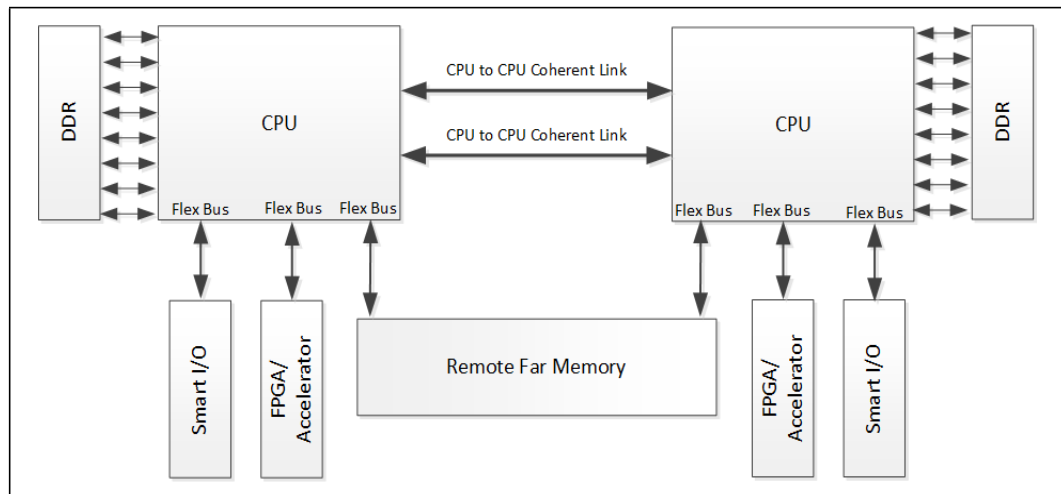 CPU to CPU Coherent Link
DDR
CPU
CPU
DDR
CPU to CPU Coherent Link
Flex Bus
Flex Bus
Flex Bus
Flex Bus
Flex Bus
Flex Bus
Smart I/O
FPGA/
Accelerator
Remote Far Memory
FPGA/
Accelerator
Smart I/O